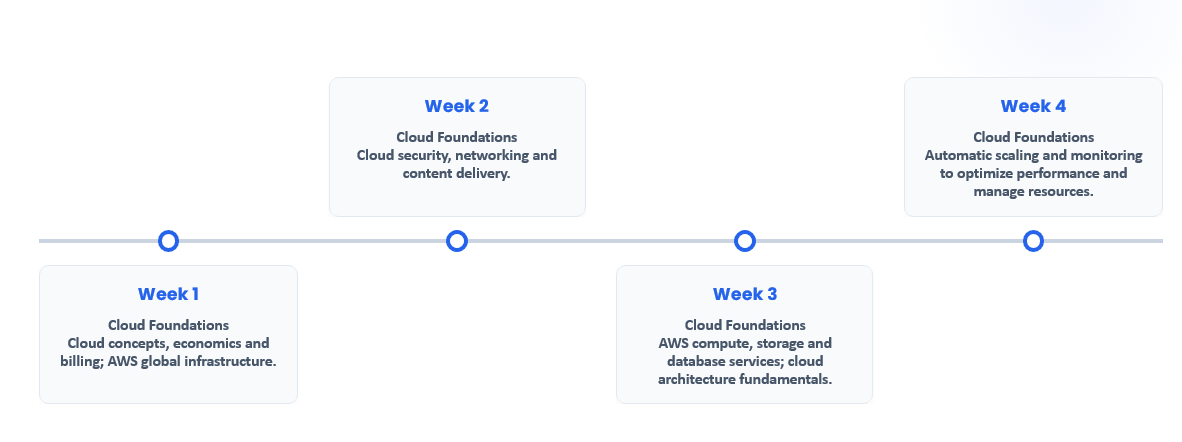 Week 1
Cloud Foundations
Cloud concepts, economics and
billing; AWS global infrastructure.
Week 2
Cloud Foundations
Cloud security, networking and
content delivery.
Week 3
Cloud Foundations
AWS compute, storage and
database services; cloud
architecture fundamentals.
Week 4
Cloud Foundations
Automatic scaling and monitoring
to optimize performance and
manage resources.